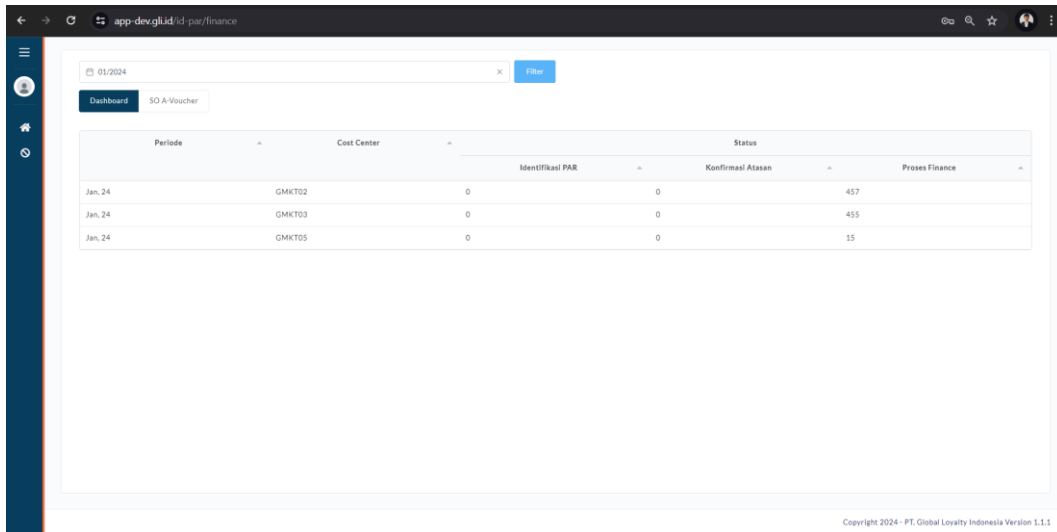 app-dev.gli.id/id-par/finance
01/2024
Filter
Dashboard SO A-Voucher
Periode Cost Center Status
Identifikasi PAR Konfirmasi Atasan Proses Finance
Jan, 24 GMKT02 0 0 457
Jan, 24 GMKT03 0 0 455
Jan, 24 GMKT05 0 0 15
Copyright 2024 - PT. Global Loyalty Indonesia Version 1.1.1